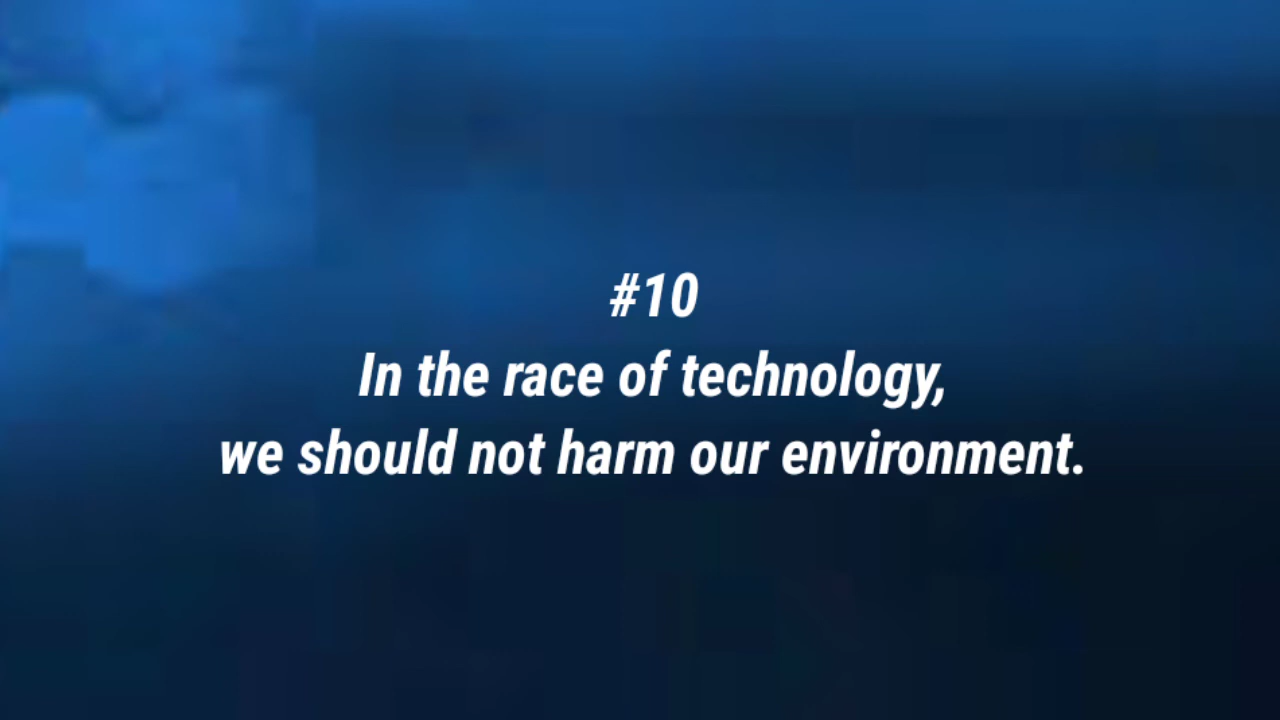 #10
In the race of technology,
we should not harm our environment.